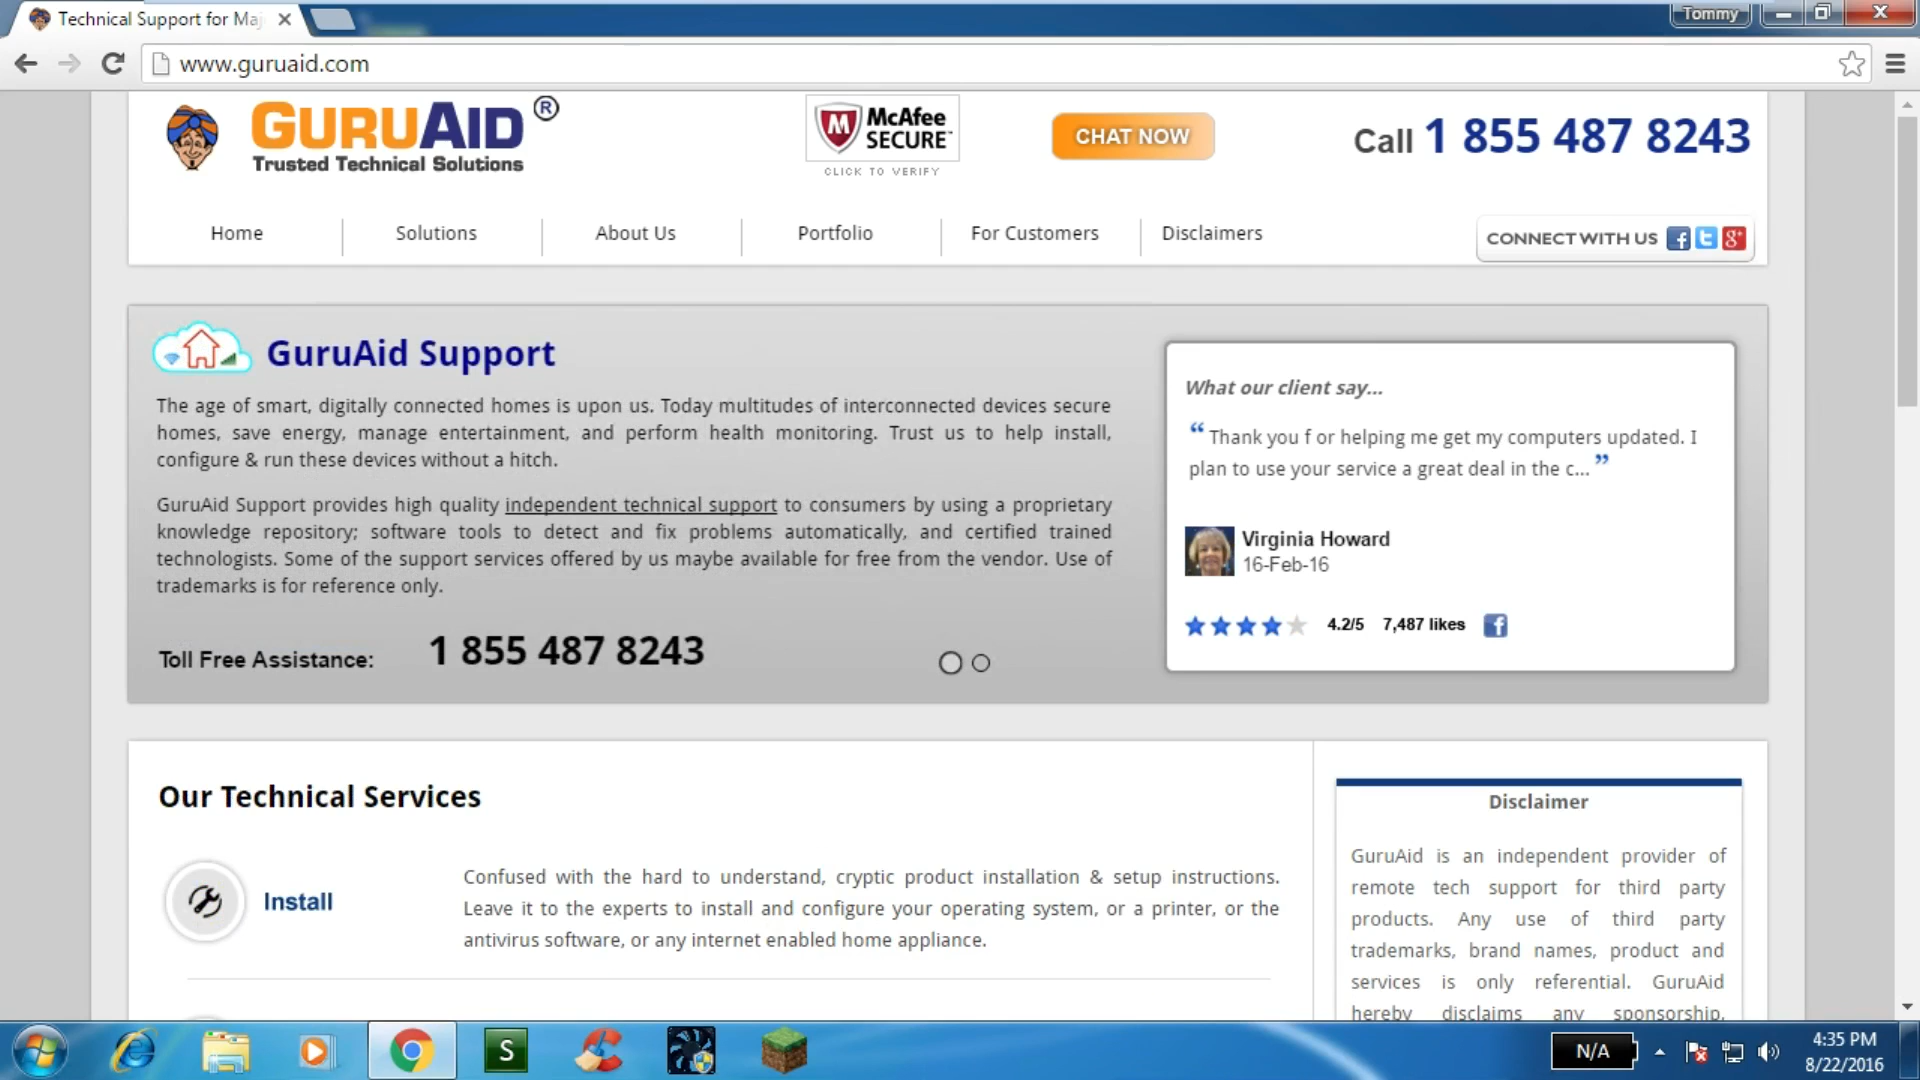 Technical Support for Maj
Tommy
www.guruaid.com
GURUAID ®
Trusted Technical Solutions
McAfee
SECURE™
CLICK TO VERIFY
CHAT NOW
Call 1 855 487 8243
Home
Solutions
About Us
Portfolio
For Customers
Disclaimers
CONNECT WITH US
GuruAid Support
The age of smart, digitally connected homes is upon us. Today multitudes of interconnected devices secure
homes, save energy, manage entertainment, and perform health monitoring. Trust us to help install,
configure & run these devices without a hitch.
GuruAid Support provides high quality independent technical support to consumers by using a proprietary
knowledge repository; software tools to detect and fix problems automatically, and certified trained
technologists. Some of the support services offered by us maybe available for free from the vendor. Use of
trademarks is for reference only.
Toll Free Assistance: 1 855 487 8243
What our client say...
“ Thank you f or helping me get my computers updated. I
plan to use your service a great deal in the c... ”
Virginia Howard
16-Feb-16
4.2/5 7,487 likes
Our Technical Services
Install
Confused with the hard to understand, cryptic product installation & setup instructions.
Leave it to the experts to install and configure your operating system, or a printer, or the
antivirus software, or any internet enabled home appliance.
Disclaimer
GuruAid is an independent provider of
remote tech support for third party
products. Any use of third party
trademarks, brand names, product and
services is only referential. GuruAid
hereby disclaims any sponsorship,
S
N/A
4:35 PM
8/22/2016